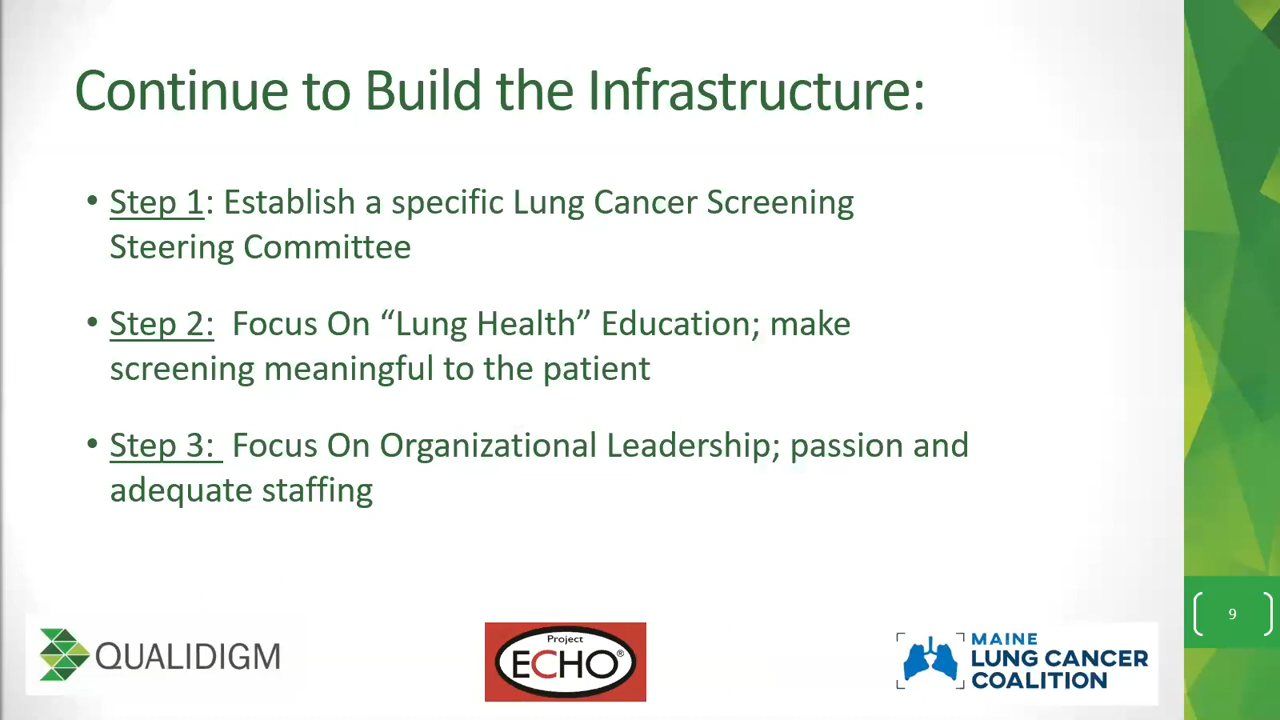 Continue to Build the Infrastructure:
• Step 1: Establish a specific Lung Cancer Screening
Steering Committee
• Step 2:  Focus On “Lung Health” Education; make
screening meaningful to the patient
• Step 3:  Focus On Organizational Leadership; passion and
adequate staffing
9
QUALIDIGM
Project
ECHO®
MAINE
LUNG CANCER
COALITION